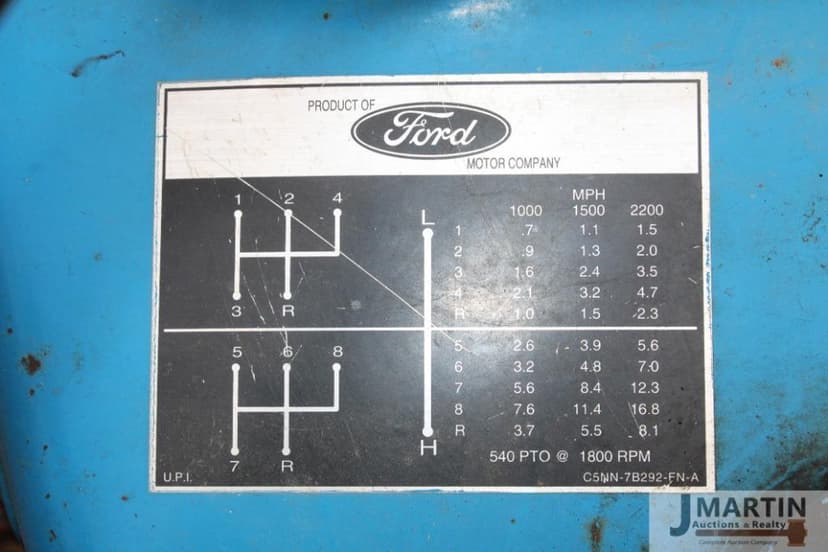 PRODUCT OF
Ford
MOTOR COMPANY
1 2 4
3 R
5 6 8
7 R
L
H
MPH
1000 1500 2200
1 .7 1.1 1.5
2 .9 1.3 2.0
3 1.6 2.4 3.5
4 2.1 3.2 4.7
R 1.0 1.5 2.3
5 2.6 3.9 5.6
6 3.2 4.8 7.0
7 5.6 8.4 12.3
8 7.6 11.4 16.8
R 3.7 5.5 8.1
540 PTO @ 1800 RPM
U.P.I.
C5NN-7B292-FN-A
J MARTIN
Auctions & Realty
Complete Auction Company